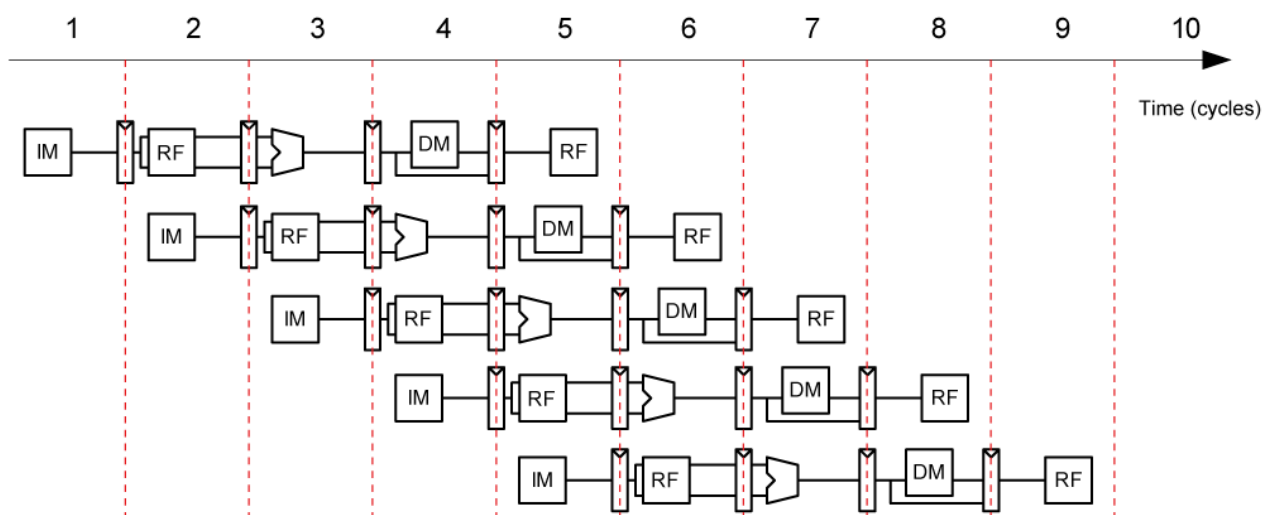 1 2 3 4 5 6 7 8 9 10
Time (cycles)
IM RF DM RF
IM RF DM RF
IM RF DM RF
IM RF DM RF
IM RF DM RF